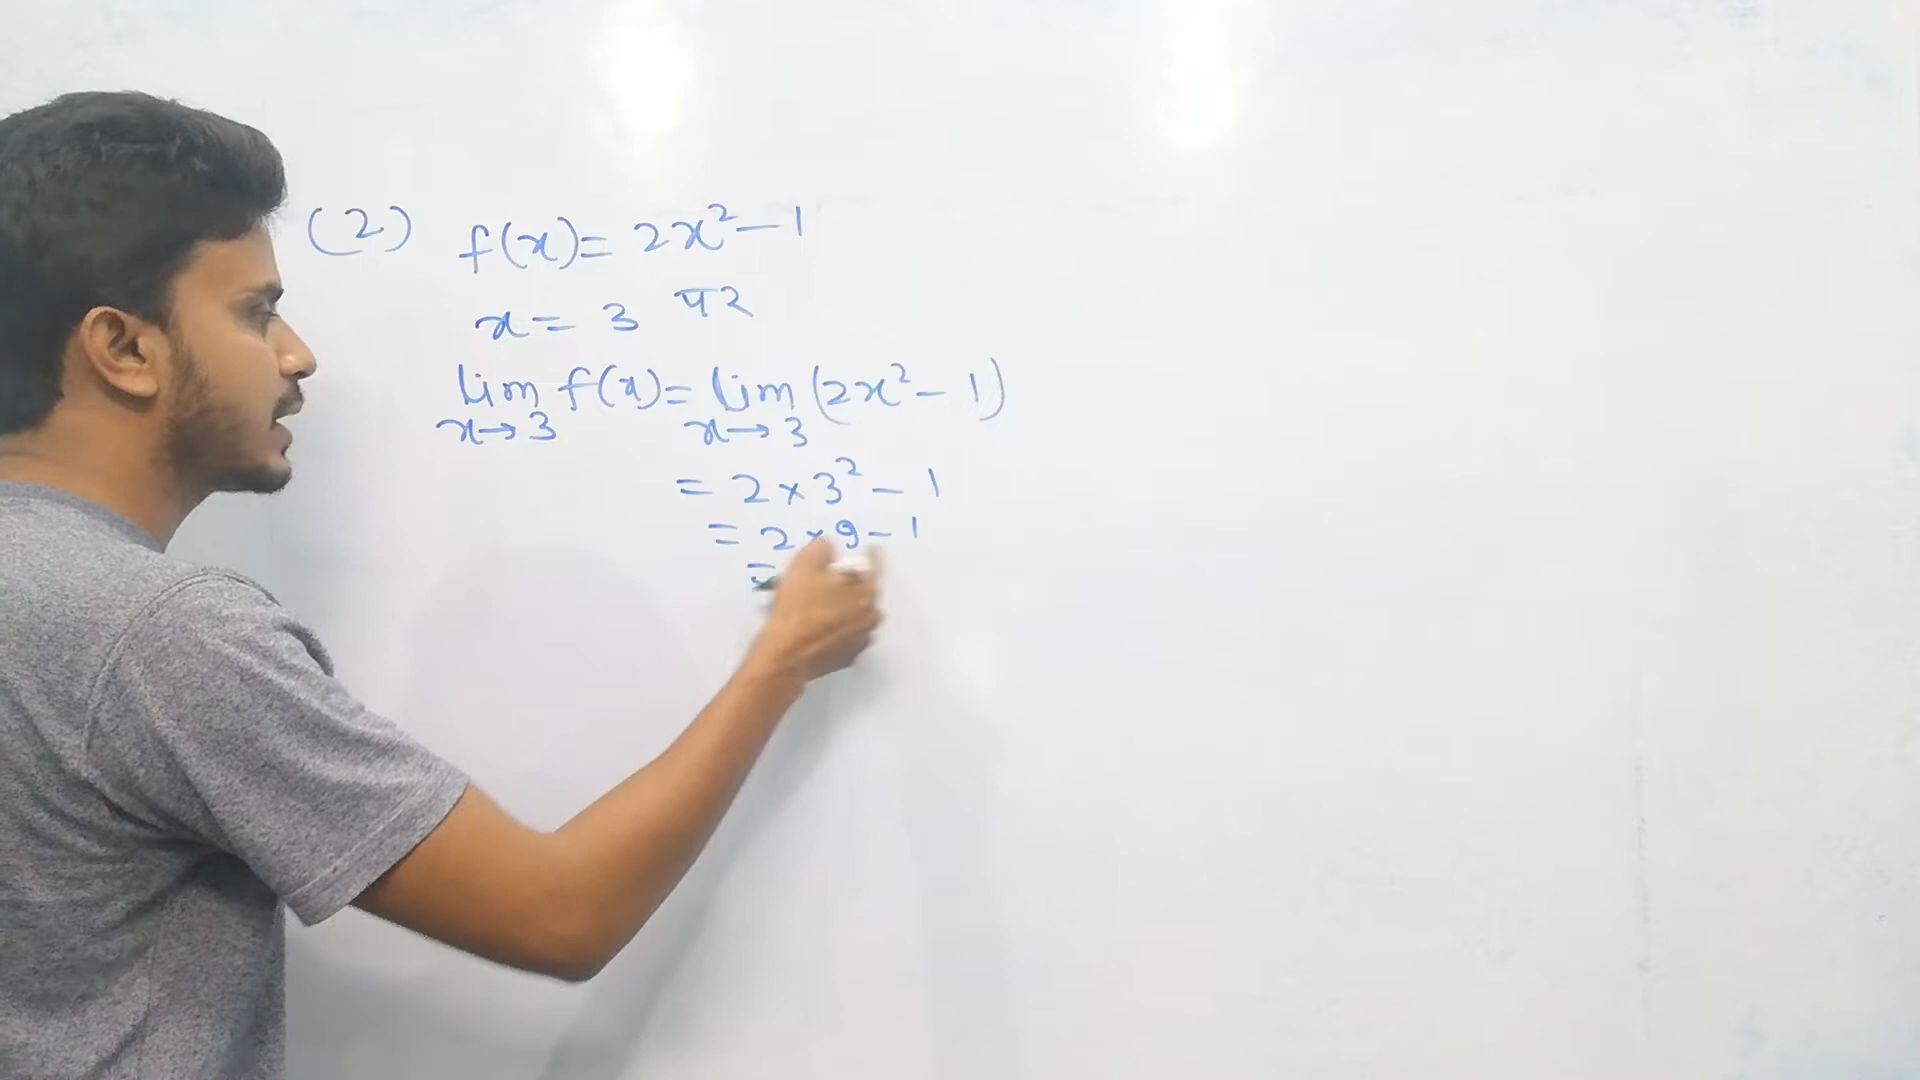 (2) f(x) = 2x² - 1
x = 3 पर
lim x→3 f(x) = lim x→3 (2x² - 1)
= 2 × 3² - 1
= 2 × 9 - 1
=